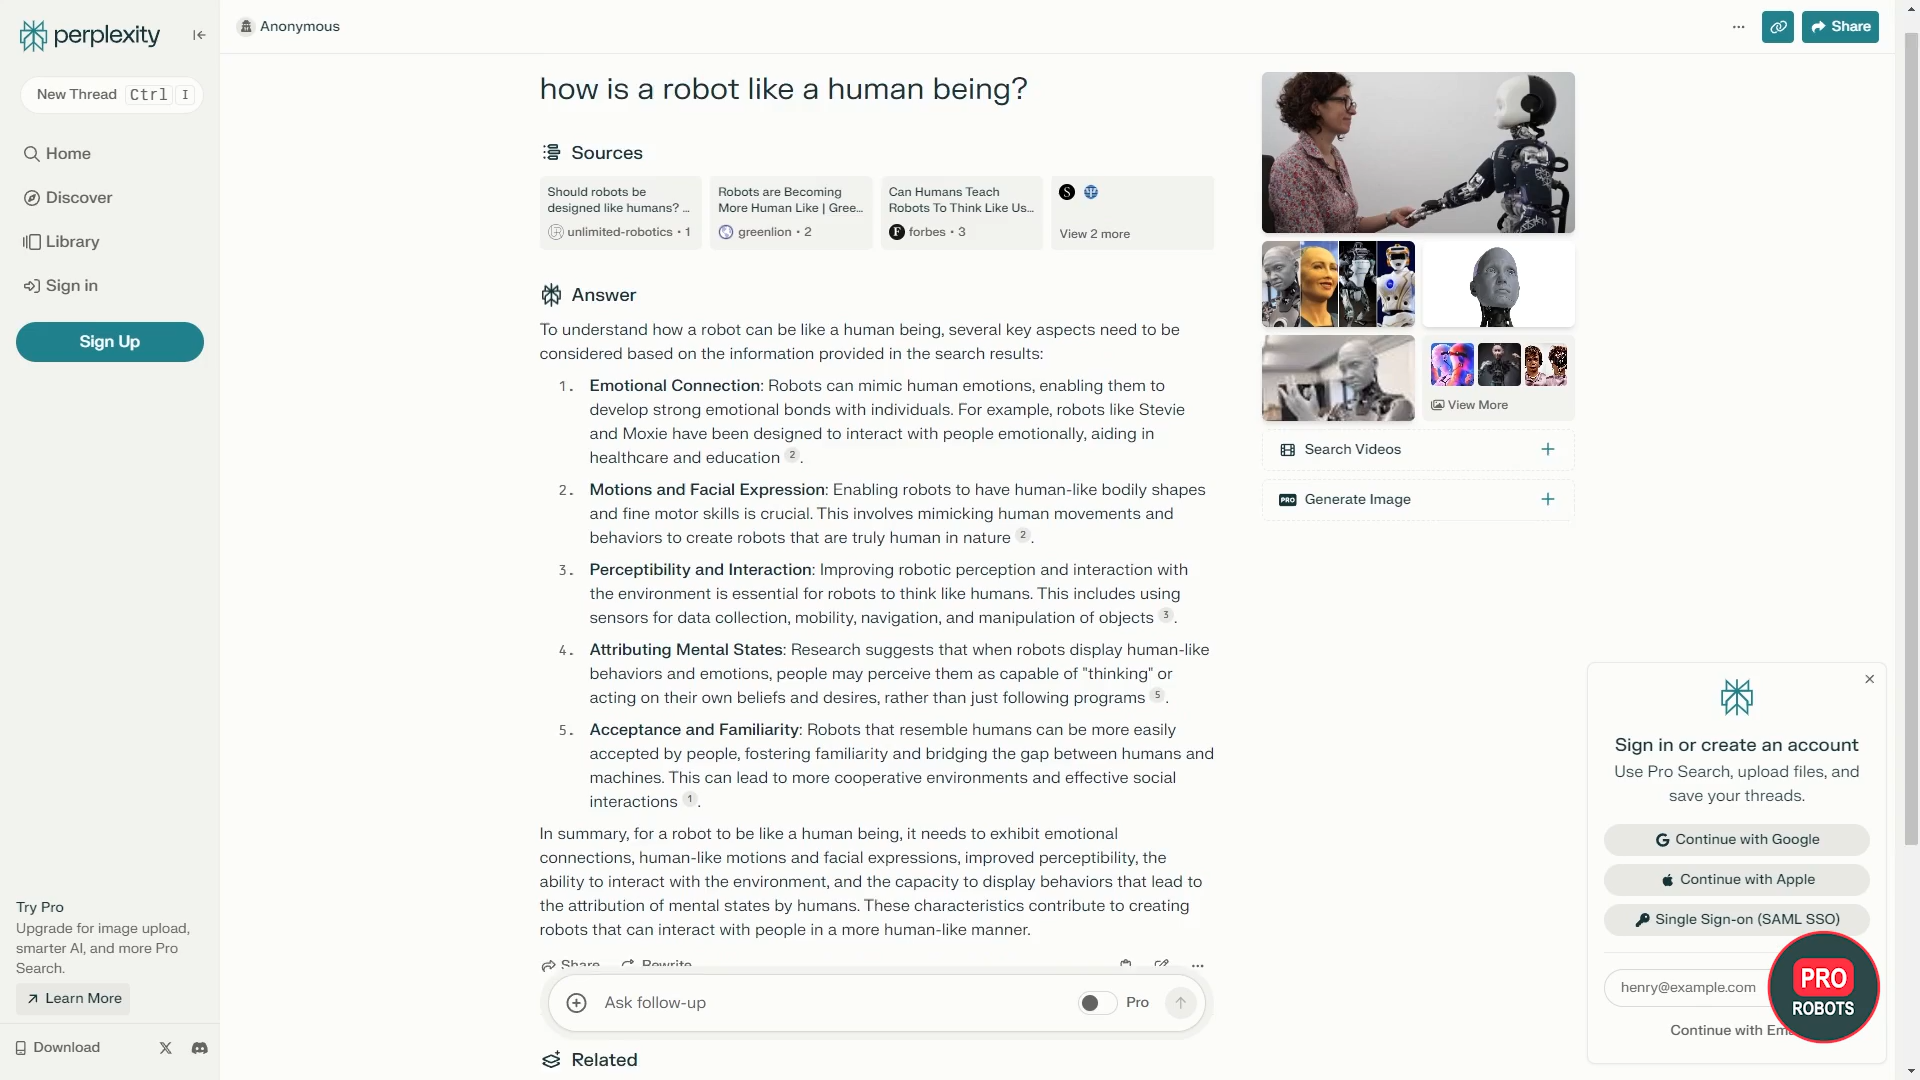 perplexity
New Thread Ctrl I
Home
Discover
Library
Sign in
Sign Up
Try Pro
Upgrade for image upload,
smarter AI, and more Pro
Search.
Learn More
Download
Anonymous
Share
how is a robot like a human being?
Sources
Should robots be
designed like humans? ...
unlimited-robotics • 1
Robots are Becoming
More Human Like | Gree...
greenlion • 2
Can Humans Teach
Robots To Think Like Us...
forbes • 3
View 2 more
Answer
To understand how a robot can be like a human being, several key aspects need to be
considered based on the information provided in the search results:
1. Emotional Connection: Robots can mimic human emotions, enabling them to
develop strong emotional bonds with individuals. For example, robots like Stevie
and Moxie have been designed to interact with people emotionally, aiding in
healthcare and education 2.
2. Motions and Facial Expression: Enabling robots to have human-like bodily shapes
and fine motor skills is crucial. This involves mimicking human movements and
behaviors to create robots that are truly human in nature 2.
3. Perceptibility and Interaction: Improving robotic perception and interaction with
the environment is essential for robots to think like humans. This includes using
sensors for data collection, mobility, navigation, and manipulation of objects 3.
4. Attributing Mental States: Research suggests that when robots display human-like
behaviors and emotions, people may perceive them as capable of "thinking" or
acting on their own beliefs and desires, rather than just following programs 5.
5. Acceptance and Familiarity: Robots that resemble humans can be more easily
accepted by people, fostering familiarity and bridging the gap between humans and
machines. This can lead to more cooperative environments and effective social
interactions 1.
In summary, for a robot to be like a human being, it needs to exhibit emotional
connections, human-like motions and facial expressions, improved perceptibility, the
ability to interact with the environment, and the capacity to display behaviors that lead to
the attribution of mental states by humans. These characteristics contribute to creating
robots that can interact with people in a more human-like manner.
Share Rewrite
Ask follow-up Pro
Related
View More
Search Videos
PRO Generate Image
Sign in or create an account
Use Pro Search, upload files, and
save your threads.
Continue with Google
Continue with Apple
Single Sign-on (SAML SSO)
henry@example.com
Continue with
PRO
ROBOTS